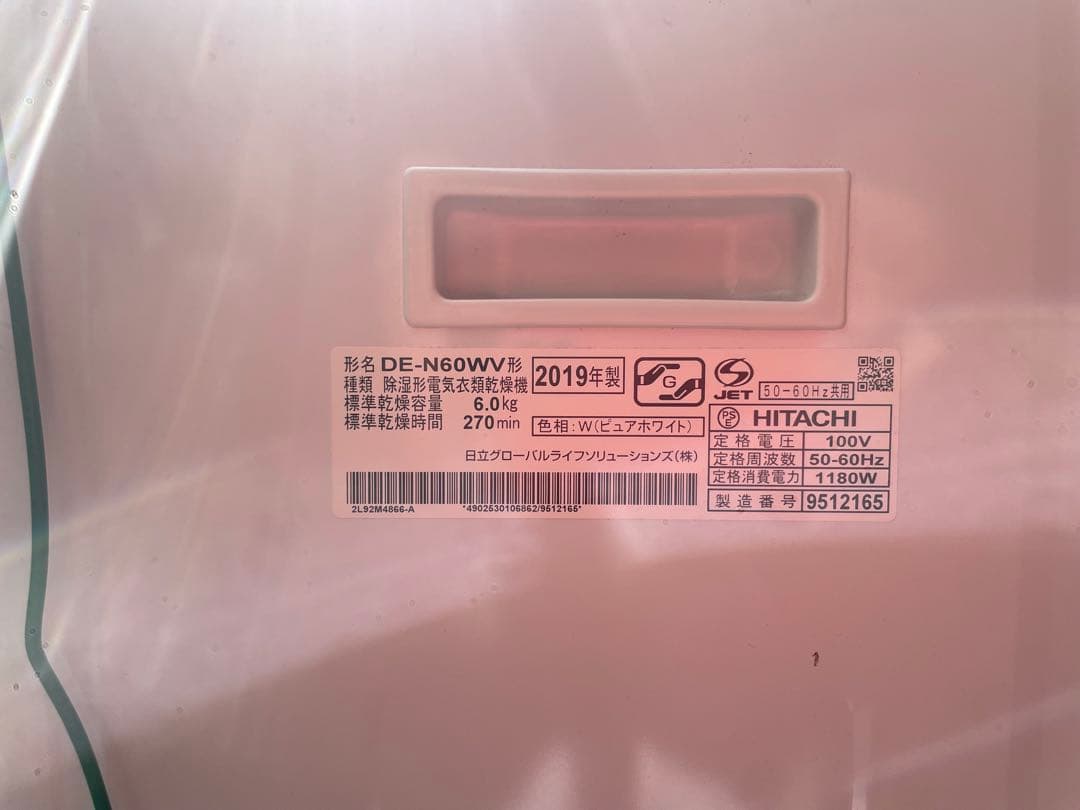 形名 DE-N60WV形
種類 除湿形電気衣類乾燥機
標準乾燥容量 6.0kg
標準乾燥時間 270min
2019年製
色相:W(ピュアホワイト)
日立グローバルライフソリューションズ(株)
2L92M4866-A *4902530106862/9512165*
G
JET
50-60Hz共用
PS
E
HITACHI
定格電圧 100V
定格周波数 50-60Hz
定格消費電力 1180W
製造番号 9512165